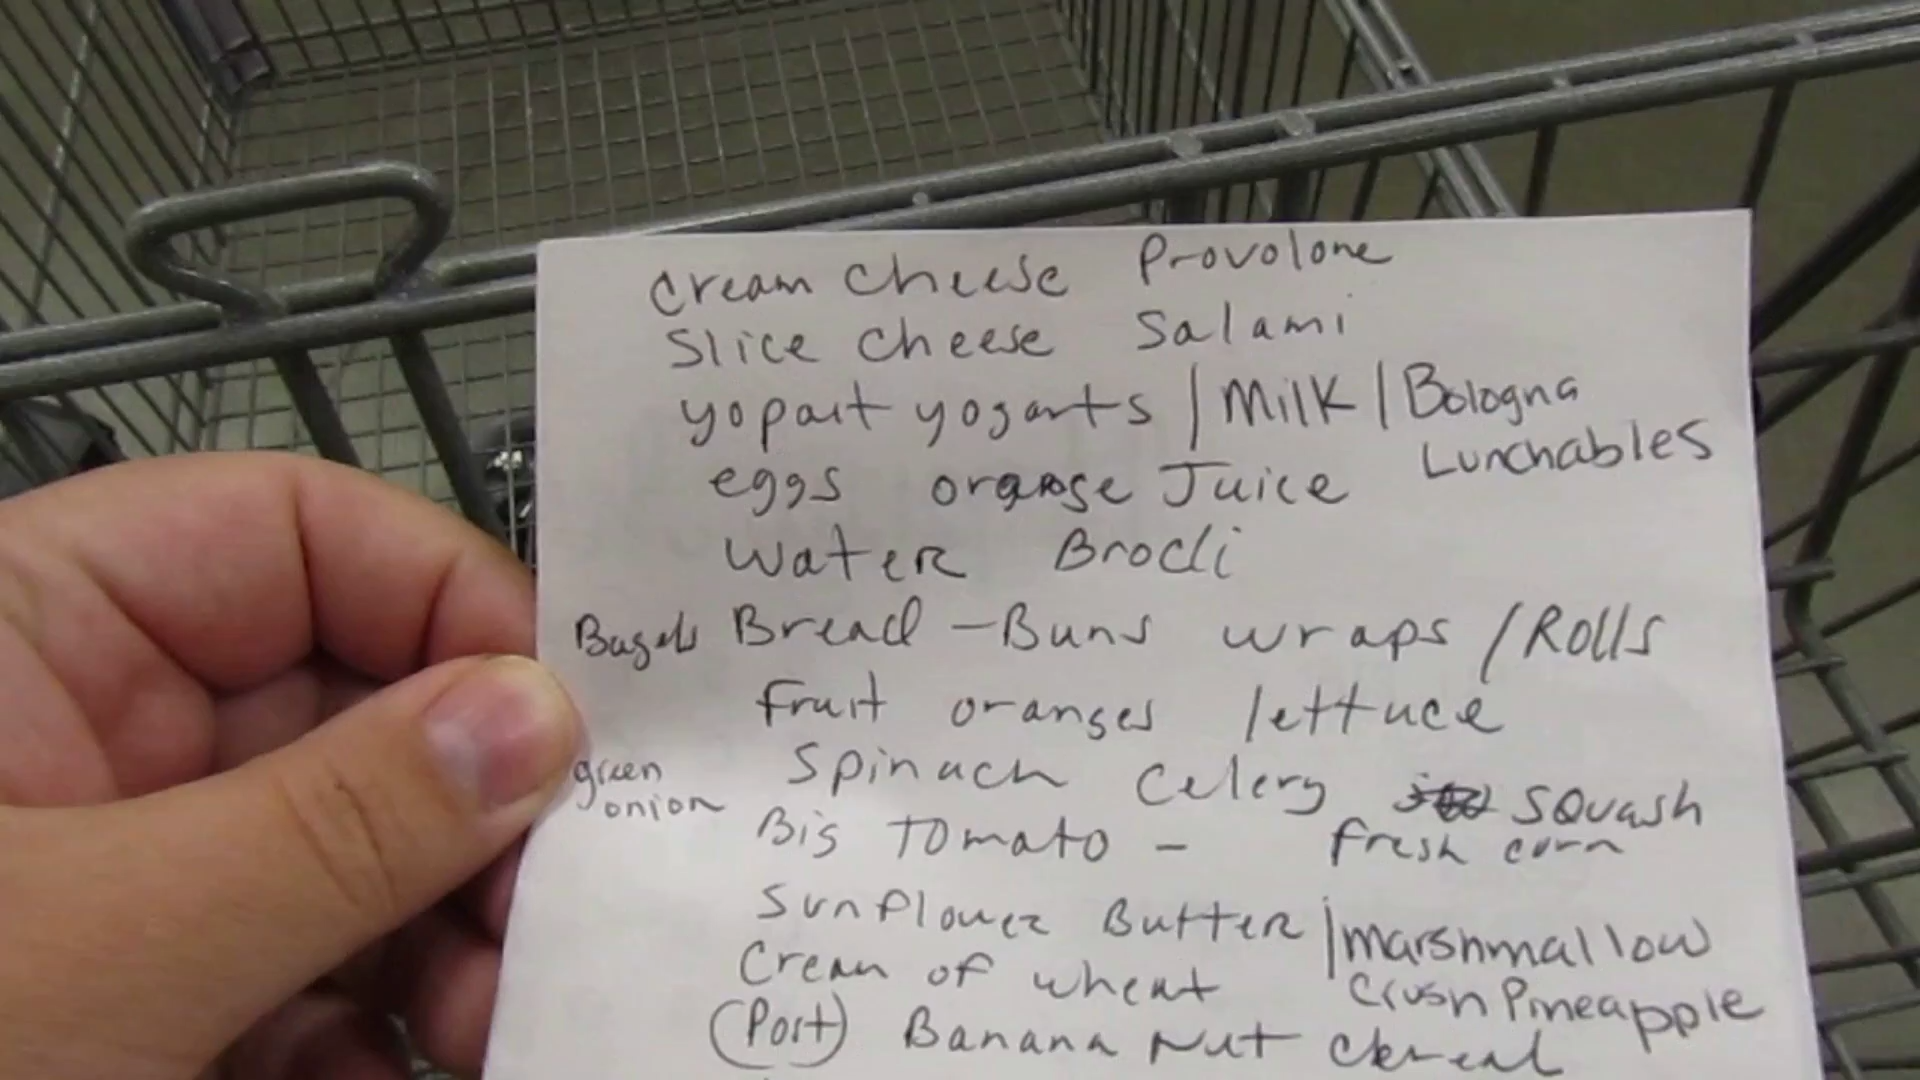 cream cheese Provolone
Slice cheese Salami
yopait yogarts / Milk / Bologna
Lunchables
eggs orange Juice
Water Brocli
Bagels Bread - Buns wraps / Rolls
fruit oranges lettuce
green onion
Spinach Celery Squash
Big tomato - fresh corn
Sunflower Butter / marshmallow
Cream of wheat Crush Pineapple
(Post) Banana Nut cereal